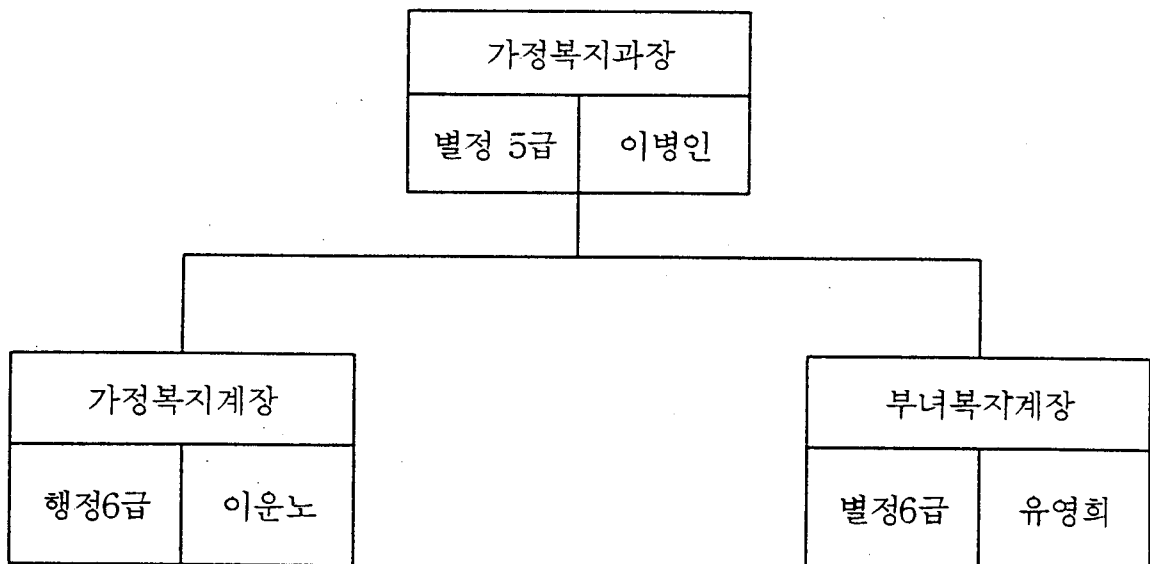 가정복지과장
별정 5급 이병인
가정복지계장
행정6급 이운노
부녀복자계장
별정6급 유영희